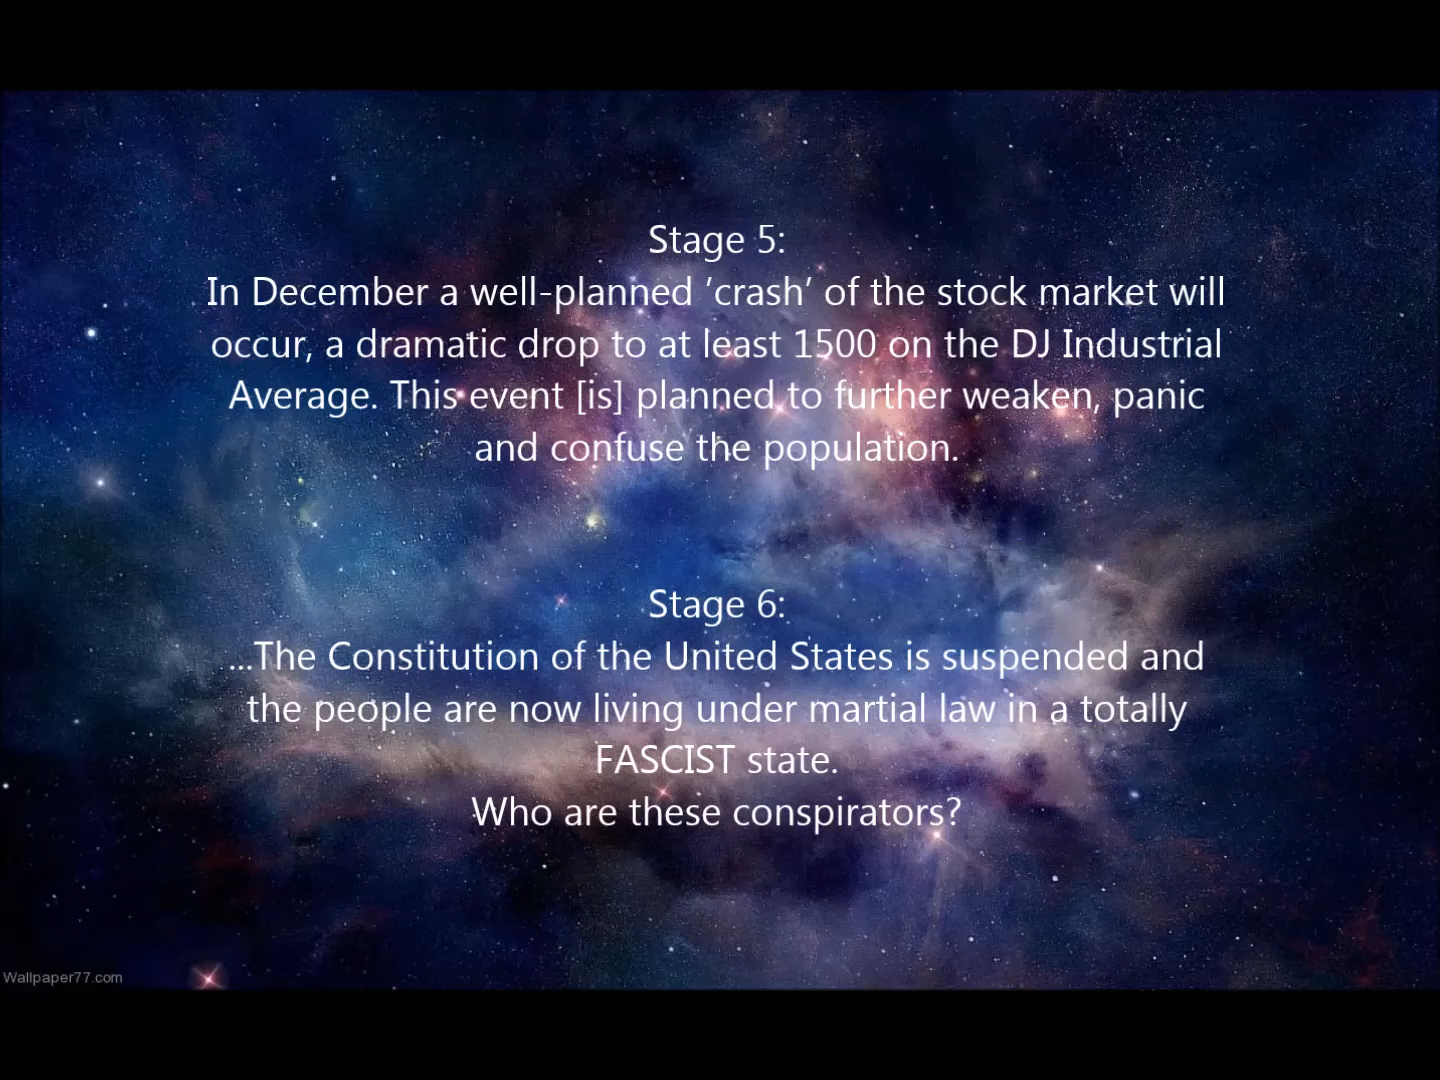 Stage 5:
In December a well-planned ‘crash’ of the stock market will
occur, a dramatic drop to at least 1500 on the DJ Industrial
Average. This event [is] planned to further weaken, panic
and confuse the population.
Stage 6:
...The Constitution of the United States is suspended and
the people are now living under martial law in a totally
FASCIST state.
Who are these conspirators?
Wallpaper77.com